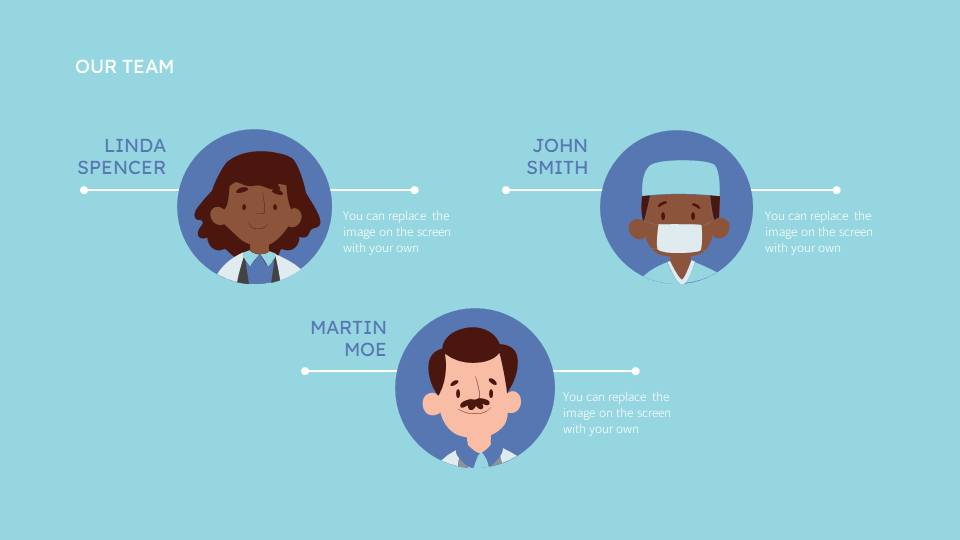 OUR TEAM
LINDA
SPENCER
You can replace the
image on the screen
with your own
JOHN
SMITH
You can replace the
image on the screen
with your own
MARTIN
MOE
You can replace the
image on the screen
with your own